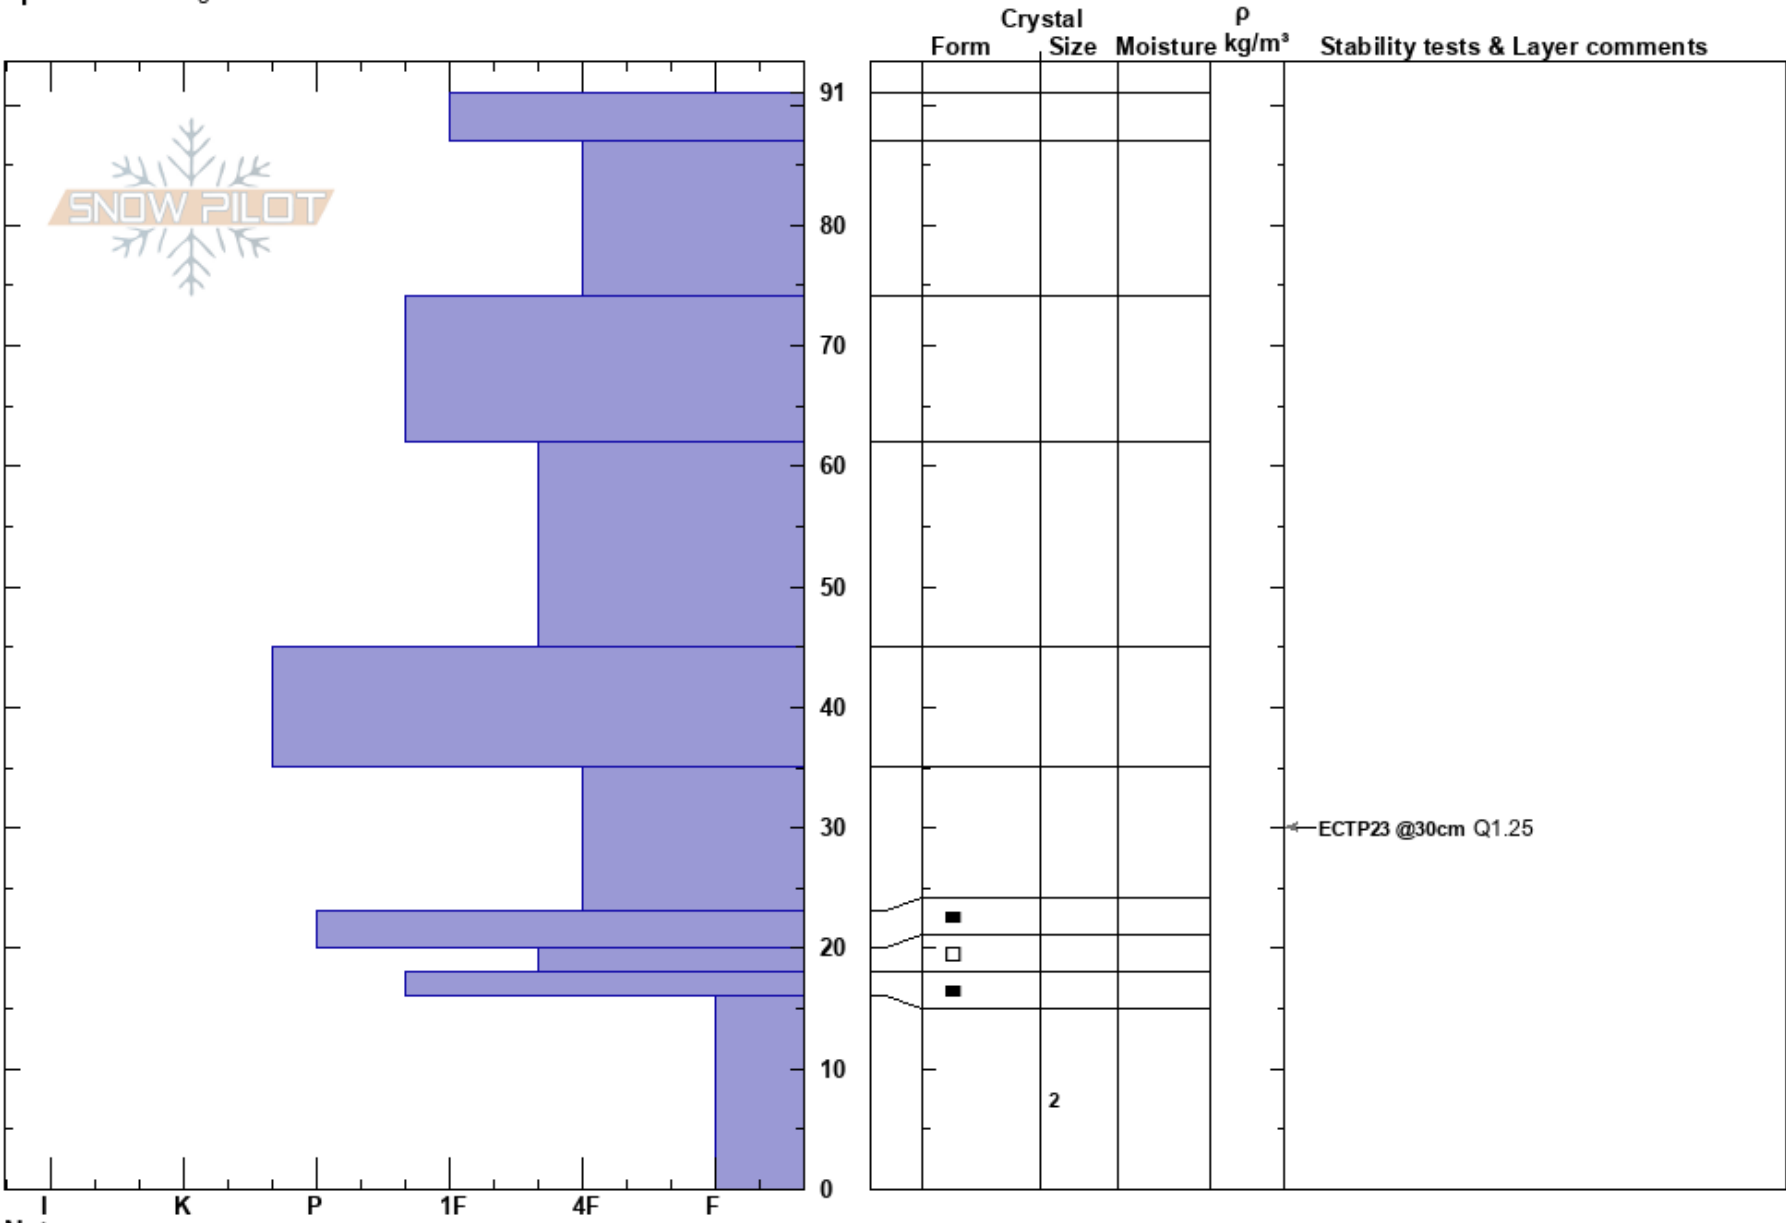 Crystal
ρ
Form Size Moisture kg/m³ Stability tests & Layer comments
91
SNOW PILOT
80
70
60
50
40
30
ECTP23 @30cm Q1.25
20
10
2
0
I K P 1F 4F F